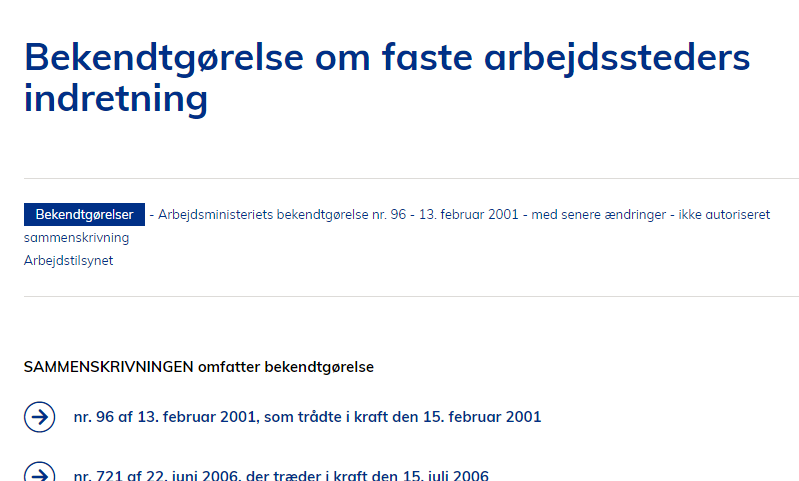 Bekendtgørelse om faste arbejdssteders
indretning
Bekendtgørelser - Arbejdsministeriets bekendtgørelse nr. 96 - 13. februar 2001 - med senere ændringer - ikke autoriseret
sammenskrivning
Arbejdstilsynet
SAMMENSKRIVNINGEN omfatter bekendtgørelse
nr. 96 af 13. februar 2001, som trådte i kraft den 15. februar 2001
nr. 721 af 22. juni 2006, der træder i kraft den 15. juli 2006